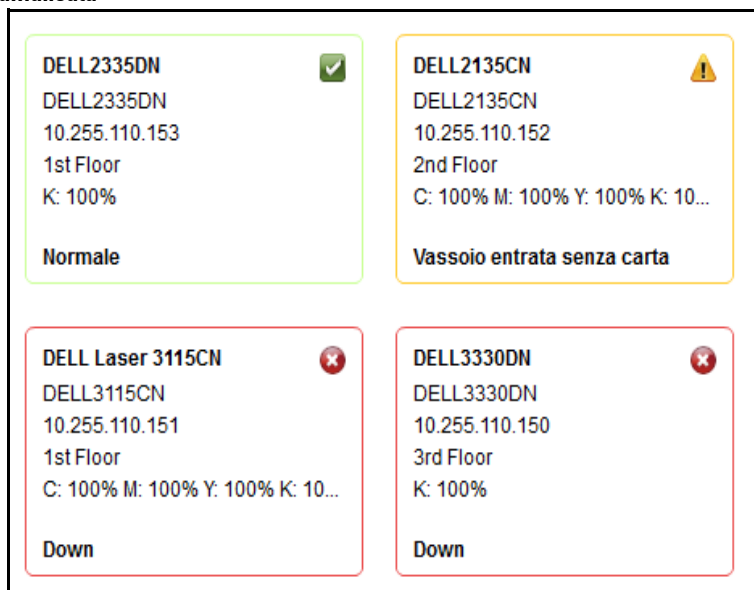 DELL2335DN
DELL2335DN
10.255.110.153
1st Floor
K: 100%
Normale
DELL2135CN
DELL2135CN
10.255.110.152
2nd Floor
C: 100% M: 100% Y: 100% K: 10...
Vassoio entrata senza carta
DELL Laser 3115CN
DELL3115CN
10.255.110.151
1st Floor
C: 100% M: 100% Y: 100% K: 10...
Down
DELL3330DN
DELL3330DN
10.255.110.150
3rd Floor
K: 100%
Down